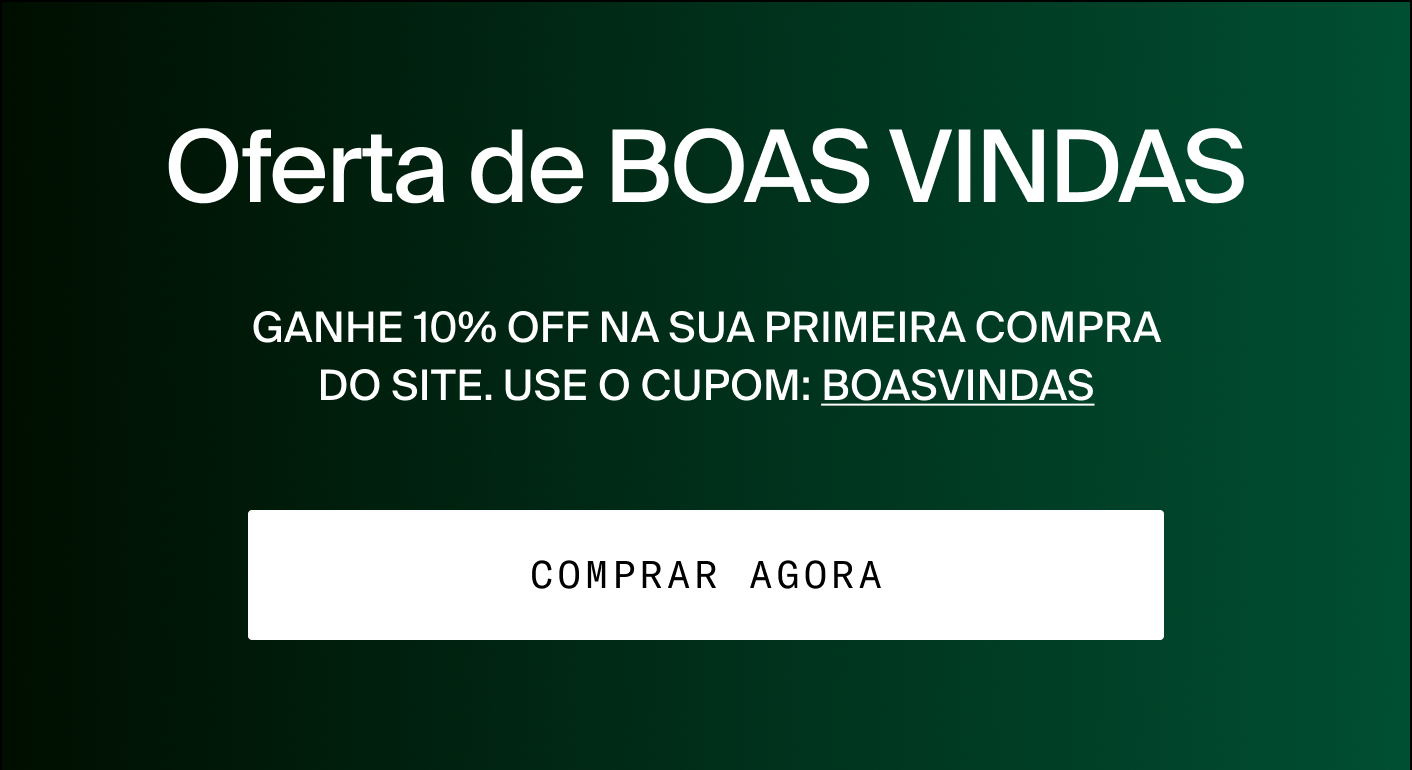 Oferta de BOAS VINDAS
GANHE 10% OFF NA SUA PRIMEIRA COMPRA
DO SITE. USE O CUPOM: BOASVINDAS
COMPRAR AGORA